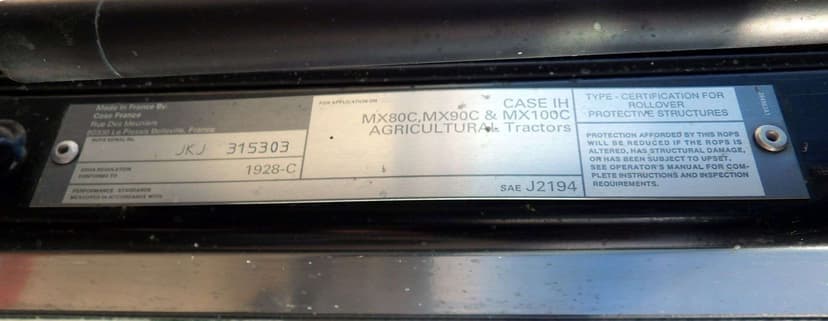 Made in France By:
Case France
Rue Des Meuniers
60330 Le Plessis Belleville, France
ROPS SERIAL No.
JKJ 315303
OSHA REGULATION
CONFORMS TO
1928-C
PERFORMANCE STANDARDS
MEASURED IN ACCORDANCE WITH
FOR APPLICATION ON
CASE IH
MX80C,MX90C & MX100C
AGRICULTURAL Tractors
SAE J2194
TYPE - CERTIFICATION FOR
ROLLOVER
PROTECTIVE STRUCTURES
PROTECTION AFFORDED BY THIS ROPS
WILL BE REDUCED IF THE ROPS IS
ALTERED, HAS STRUCTURAL DAMAGE,
OR HAS BEEN SUBJECT TO UPSET.
SEE OPERATOR'S MANUAL FOR COM-
PLETE INSTRUCTIONS AND INSPECTION
REQUIREMENTS.